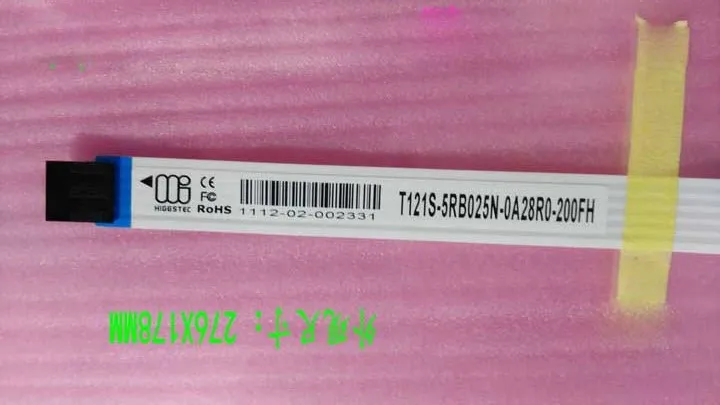 HIGGSTEC
CE
FC
RoHS
1112-02-002331
T121S-5RB025N-0A28R0-200FH
外观尺寸：276X178MM